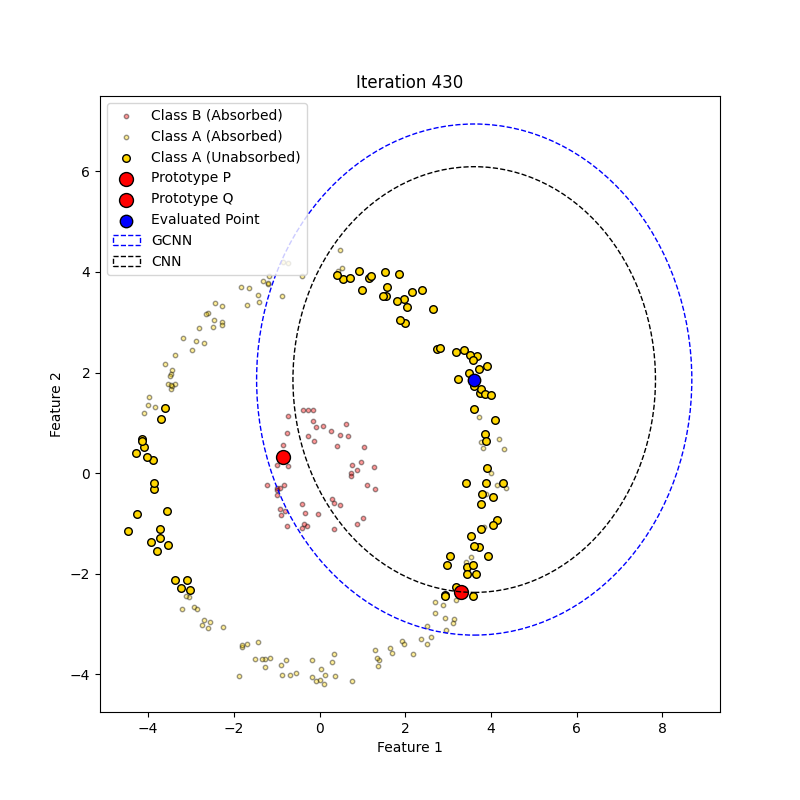 Iteration 430
Class B (Absorbed)
Class A (Absorbed)
Class A (Unabsorbed)
Prototype P
Prototype Q
Evaluated Point
GCNN
CNN
6
4
2
0
−2
−4
Feature 2
−4
−2
0
2
4
6
8
Feature 1